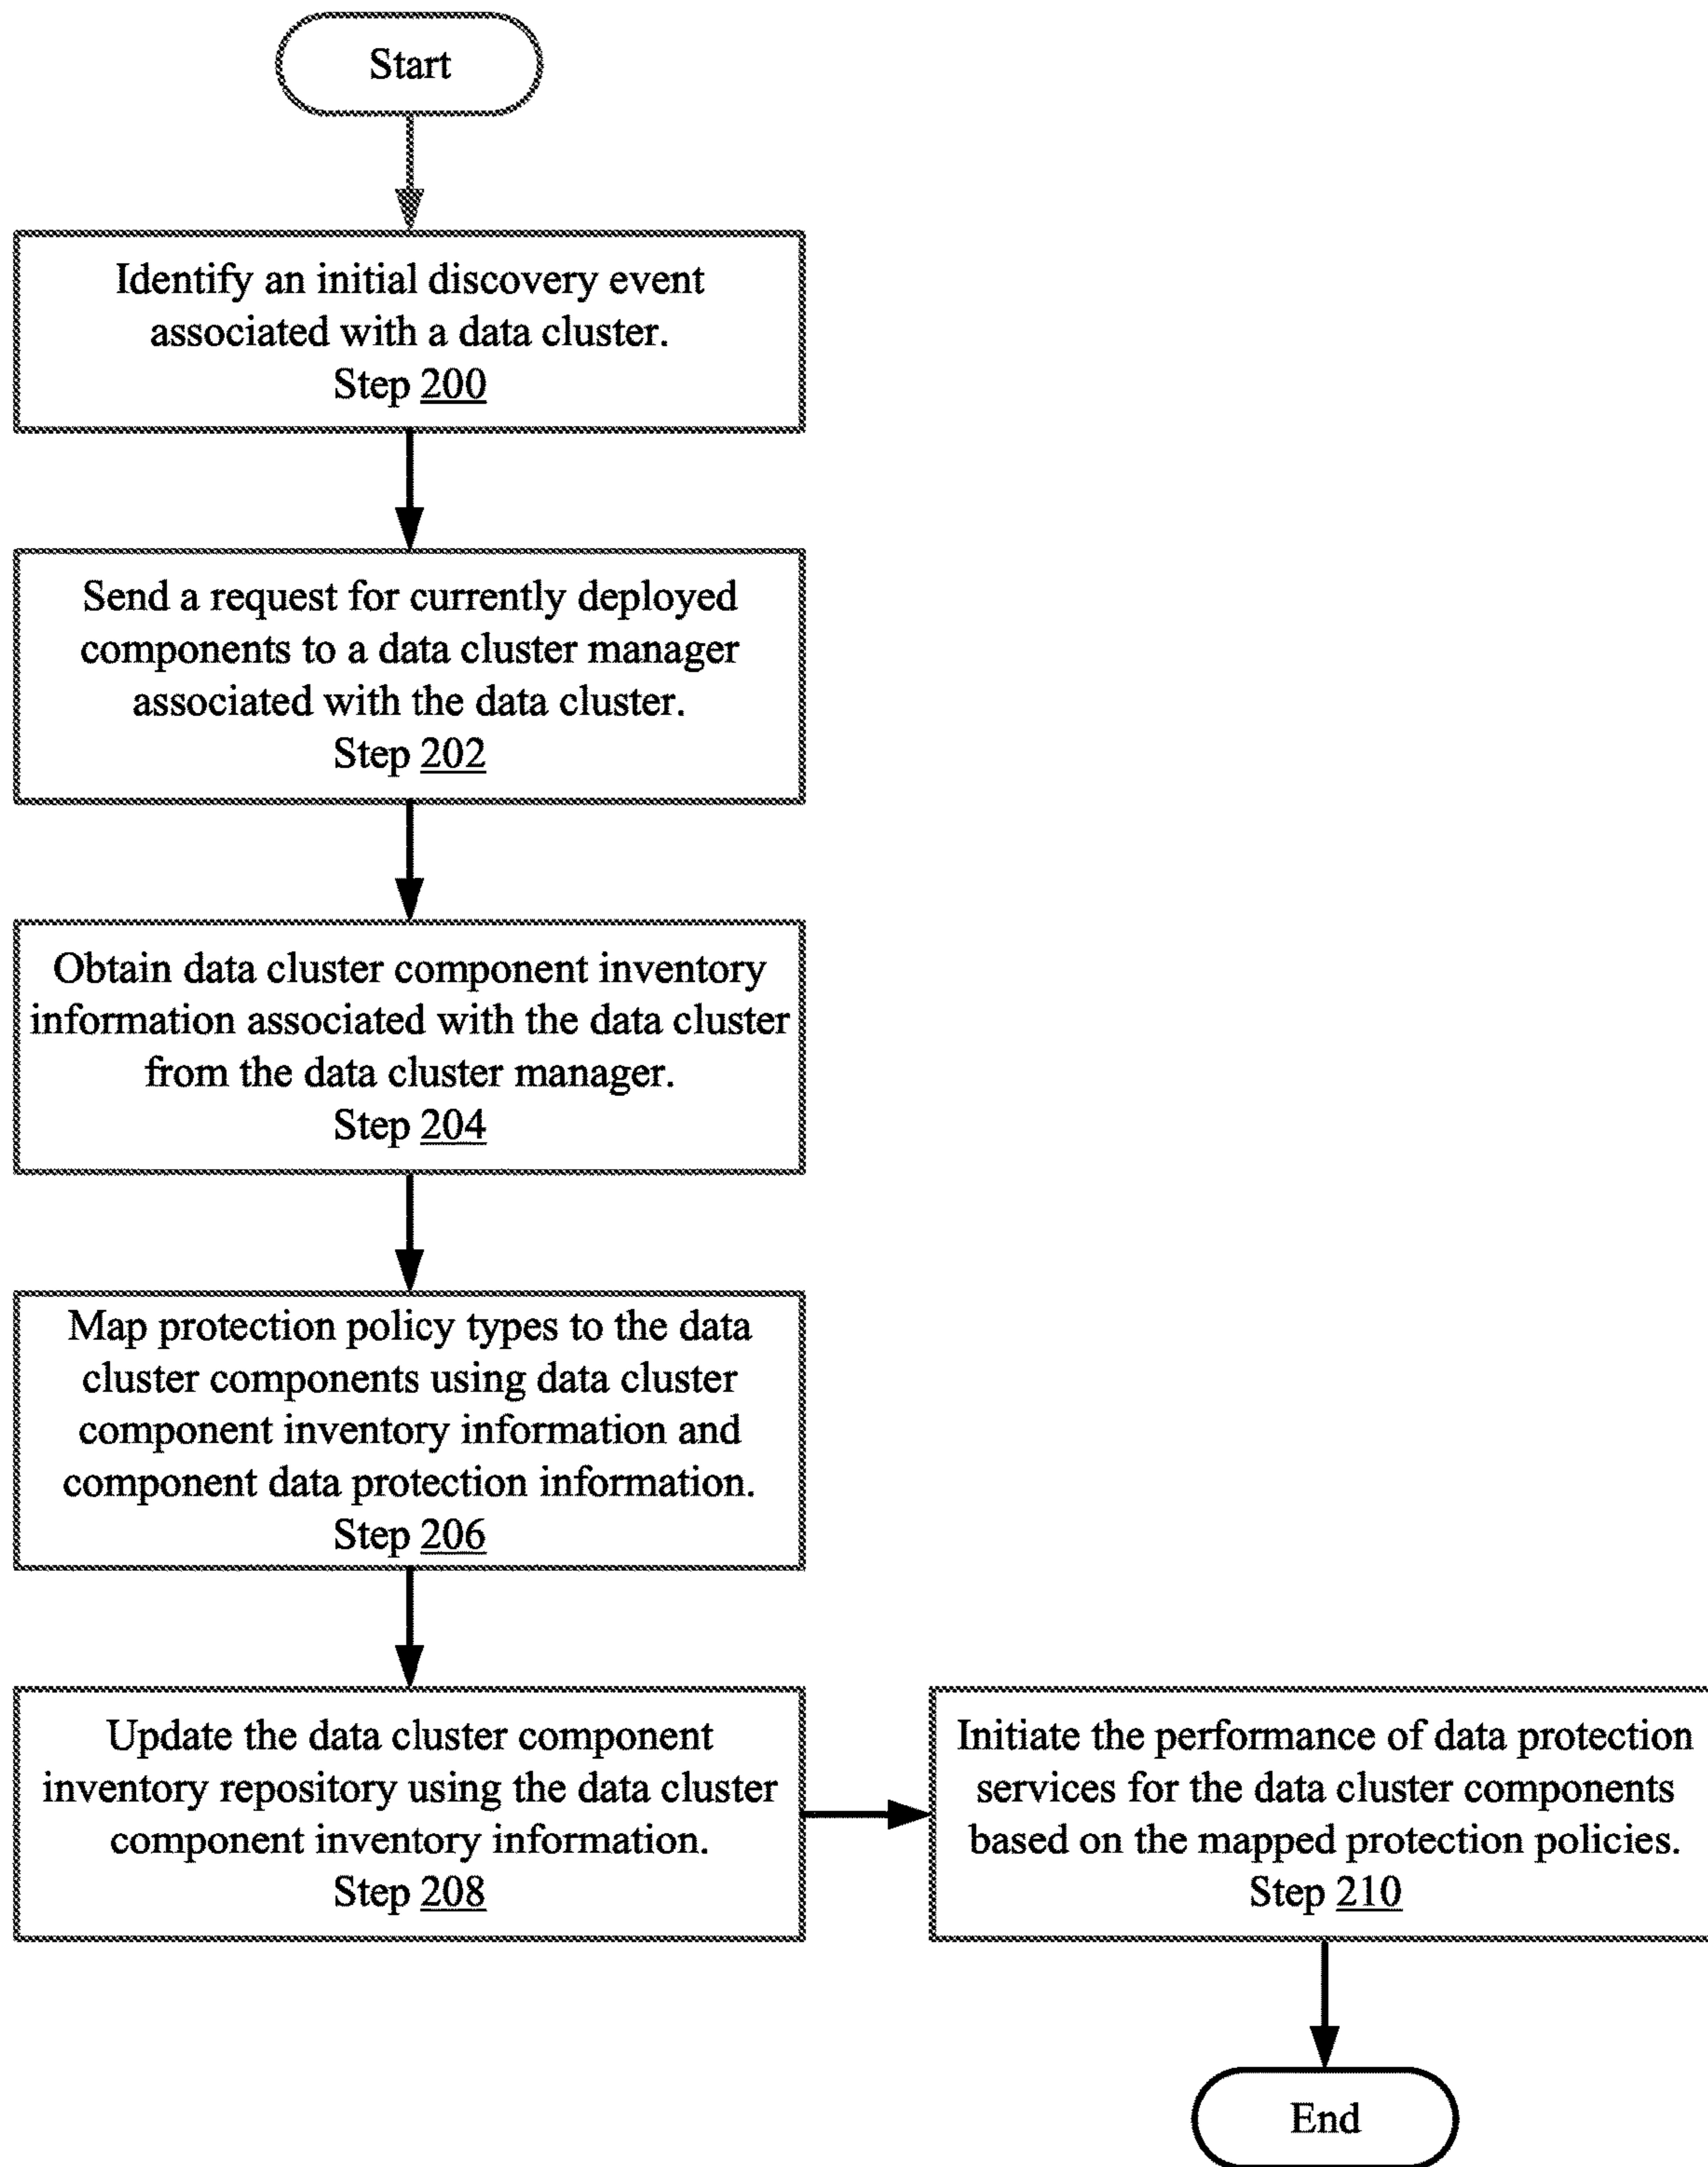 Start
Identify an initial discovery event
associated with a data cluster.
Step 200
Send a request for currently deployed
components to a data cluster manager
associated with the data cluster.
Step 202
Obtain data cluster component inventory
information associated with the data cluster
from the data cluster manager.
Step 204
Map protection policy types to the data
cluster components using data cluster
component inventory information and
component data protection information.
Step 206
Update the data cluster component
inventory repository using the data cluster
component inventory information.
Step 208
Initiate the performance of data protection
services for the data cluster components
based on the mapped protection policies.
Step 210
End